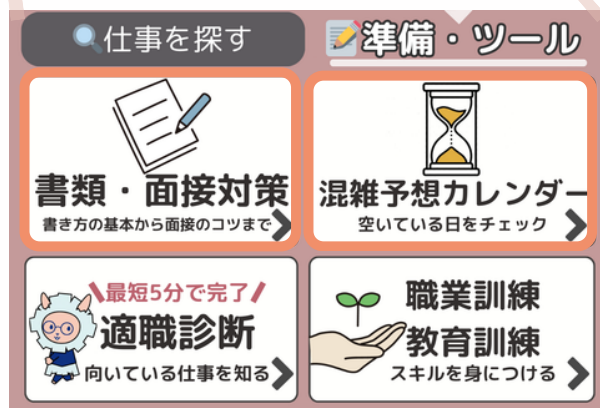 仕事を探す
準備・ツール
書類・面接対策
書き方の基本から面接のコツまで
混雑予想カレンダー
空いている日をチェック
最短5分で完了
適職診断
向いている仕事を知る
職業訓練
教育訓練
スキルを身につける